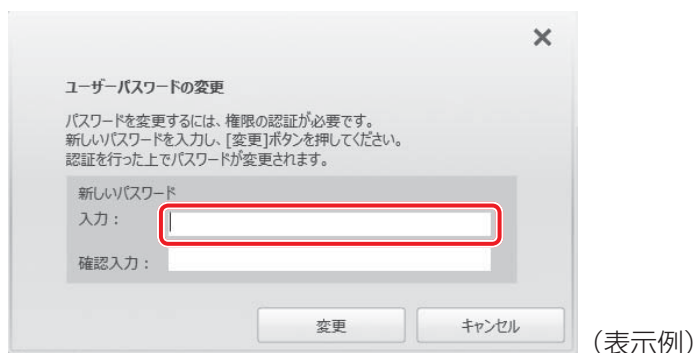 ユーザーパスワードの変更
パスワードを変更するには、権限の認証が必要です。
新しいパスワードを入力し、[変更]ボタンを押してください。
認証を行った上でパスワードが変更されます。
新しいパスワード
入力：
確認入力：
変更 キャンセル
（表示例）